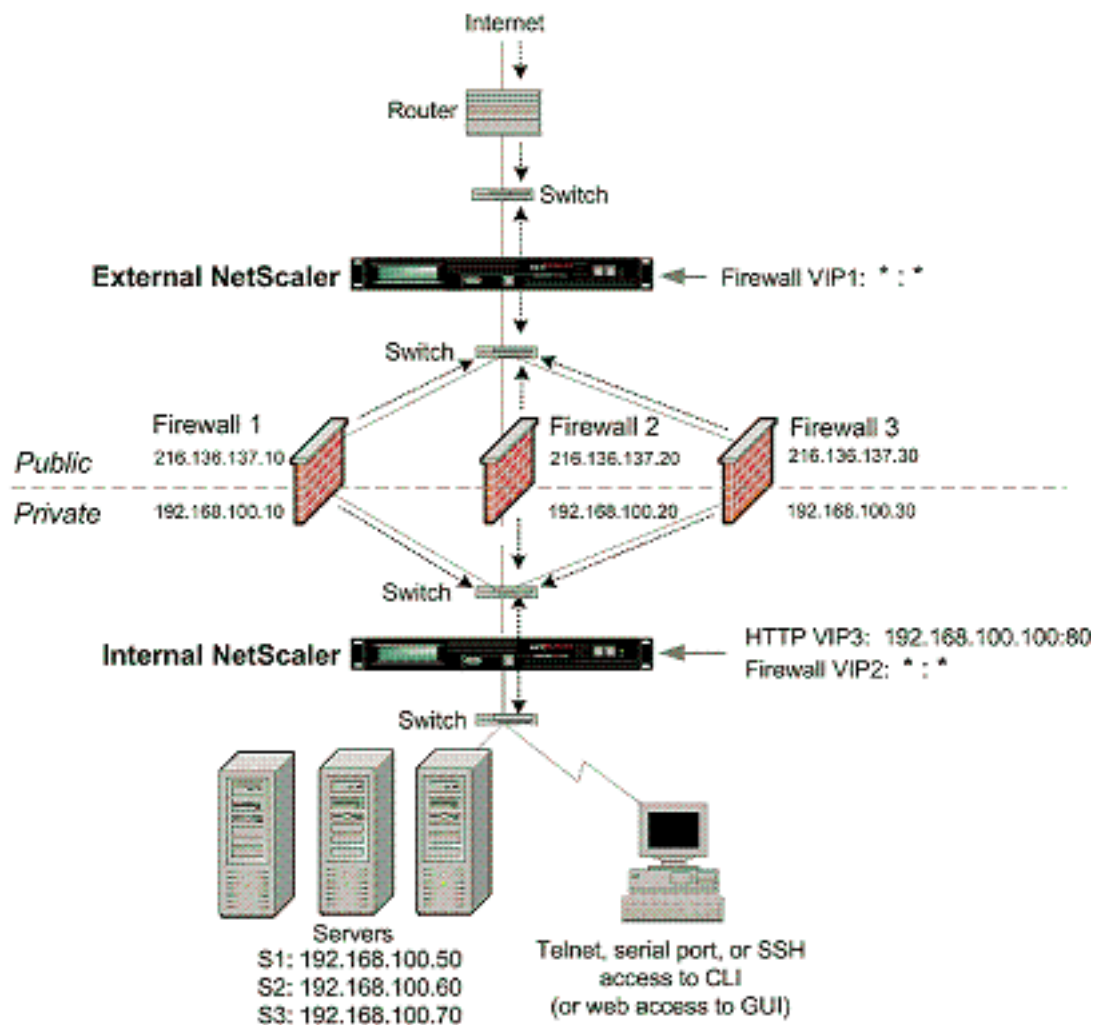 Internet
Router
Switch
External NetScaler
Firewall VIP1: * : *
Switch
Firewall 1
Firewall 2
Firewall 3
Public
216.136.137.10
216.136.137.20
216.136.137.30
Private
192.168.100.10
192.168.100.20
192.168.100.30
Switch
Internal NetScaler
HTTP VIP3: 192.168.100.100:80
Firewall VIP2: * : *
Switch
Servers
S1: 192.168.100.50
S2: 192.168.100.60
S3: 192.168.100.70
Telnet, serial port, or SSH
access to CLI
(or web access to GUI)